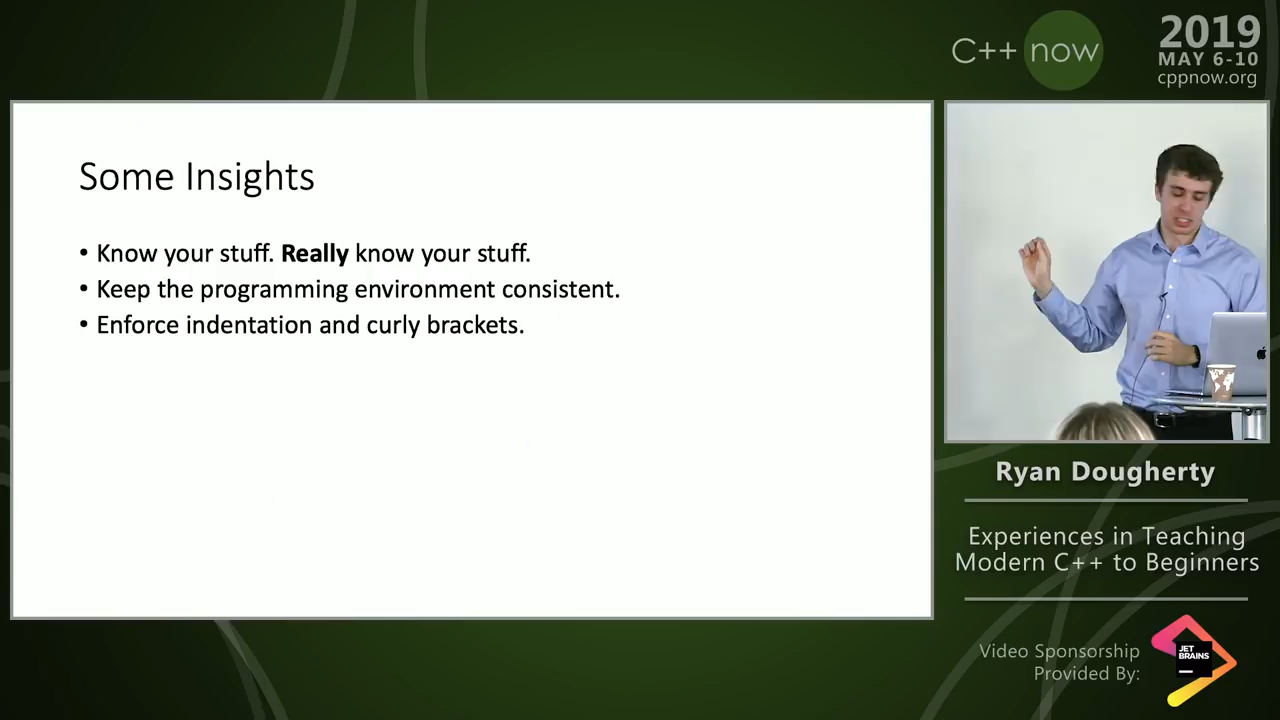 C++ now
2019
MAY 6-10
cppnow.org
Some Insights
• Know your stuff. Really know your stuff.
• Keep the programming environment consistent.
• Enforce indentation and curly brackets.
Ryan Dougherty
Experiences in Teaching
Modern C++ to Beginners
Video Sponsorship
Provided By:
JET
BRAINS